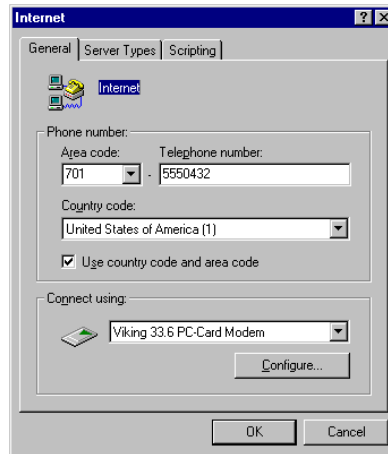 Internet
? X
General Server Types Scripting
Internet
Phone number:
Area code: Telephone number:
701 - 5550432
Country code:
United States of America (1)
Use country code and area code
Connect using:
Viking 33.6 PC-Card Modem
Configure...
OK Cancel